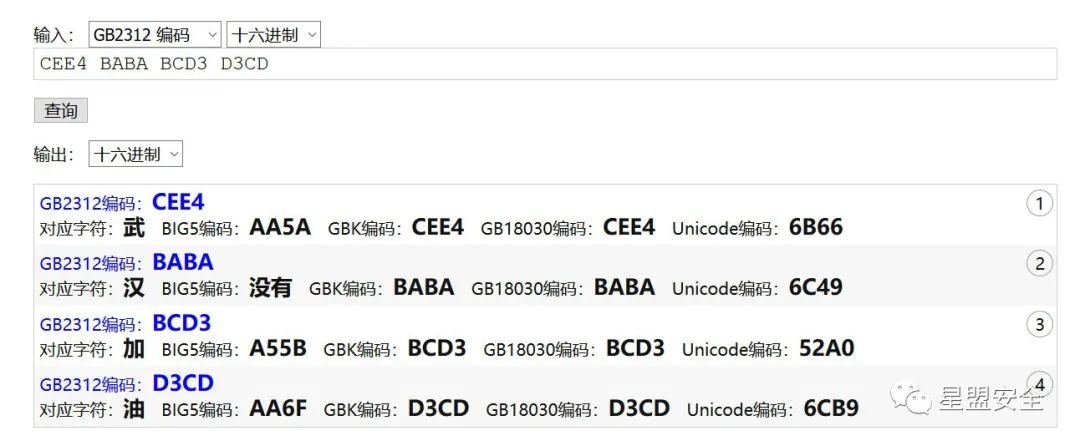 输入： GB2312 编码 十六进制
CEE4 BABA BCD3 D3CD
查询
输出： 十六进制
GB2312编码：CEE4 1
对应字符：武 BIG5编码：AA5A GBK编码：CEE4 GB18030编码：CEE4 Unicode编码：6B66
GB2312编码：BABA 2
对应字符：汉 BIG5编码：没有 GBK编码：BABA GB18030编码：BABA Unicode编码：6C49
GB2312编码：BCD3 3
对应字符：加 BIG5编码：A55B GBK编码：BCD3 GB18030编码：BCD3 Unicode编码：52A0
GB2312编码：D3CD 4
对应字符：油 BIG5编码：AA6F GBK编码：D3CD GB18030编码：D3CD Unicode编码：6CB9
星盟安全